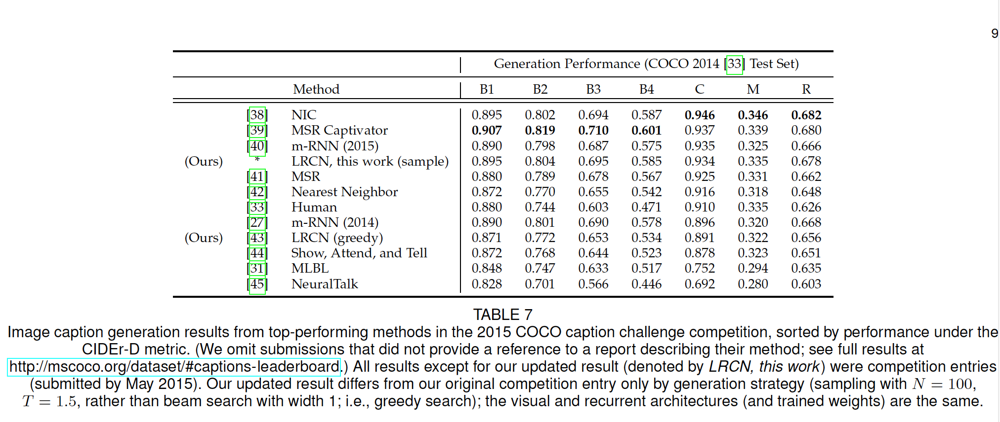 9
Generation Performance (COCO 2014 [33] Test Set)
Method B1 B2 B3 B4 C M R
[38] NIC 0.895 0.802 0.694 0.587 0.946 0.346 0.682
[39] MSR Captivator 0.907 0.819 0.710 0.601 0.937 0.339 0.680
[40] m-RNN (2015) 0.890 0.798 0.687 0.575 0.935 0.325 0.666
(Ours) * LRCN, this work (sample) 0.895 0.804 0.695 0.585 0.934 0.335 0.678
[41] MSR 0.880 0.789 0.678 0.567 0.925 0.331 0.662
[42] Nearest Neighbor 0.872 0.770 0.655 0.542 0.916 0.318 0.648
[33] Human 0.880 0.744 0.603 0.471 0.910 0.335 0.626
[27] m-RNN (2014) 0.890 0.801 0.690 0.578 0.896 0.320 0.668
(Ours) [43] LRCN (greedy) 0.871 0.772 0.653 0.534 0.891 0.322 0.656
[44] Show, Attend, and Tell 0.872 0.768 0.644 0.523 0.878 0.323 0.651
[31] MLBL 0.848 0.747 0.633 0.517 0.752 0.294 0.635
[45] NeuralTalk 0.828 0.701 0.566 0.446 0.692 0.280 0.603
TABLE 7
Image caption generation results from top-performing methods in the 2015 COCO caption challenge competition, sorted by performance under the
CIDEr-D metric. (We omit submissions that did not provide a reference to a report describing their method; see full results at
http://mscoco.org/dataset/#captions-leaderboard.) All results except for our updated result (denoted by LRCN, this work) were competition entries
(submitted by May 2015). Our updated result differs from our original competition entry only by generation strategy (sampling with N = 100,
T = 1.5, rather than beam search with width 1; i.e., greedy search); the visual and recurrent architectures (and trained weights) are the same.